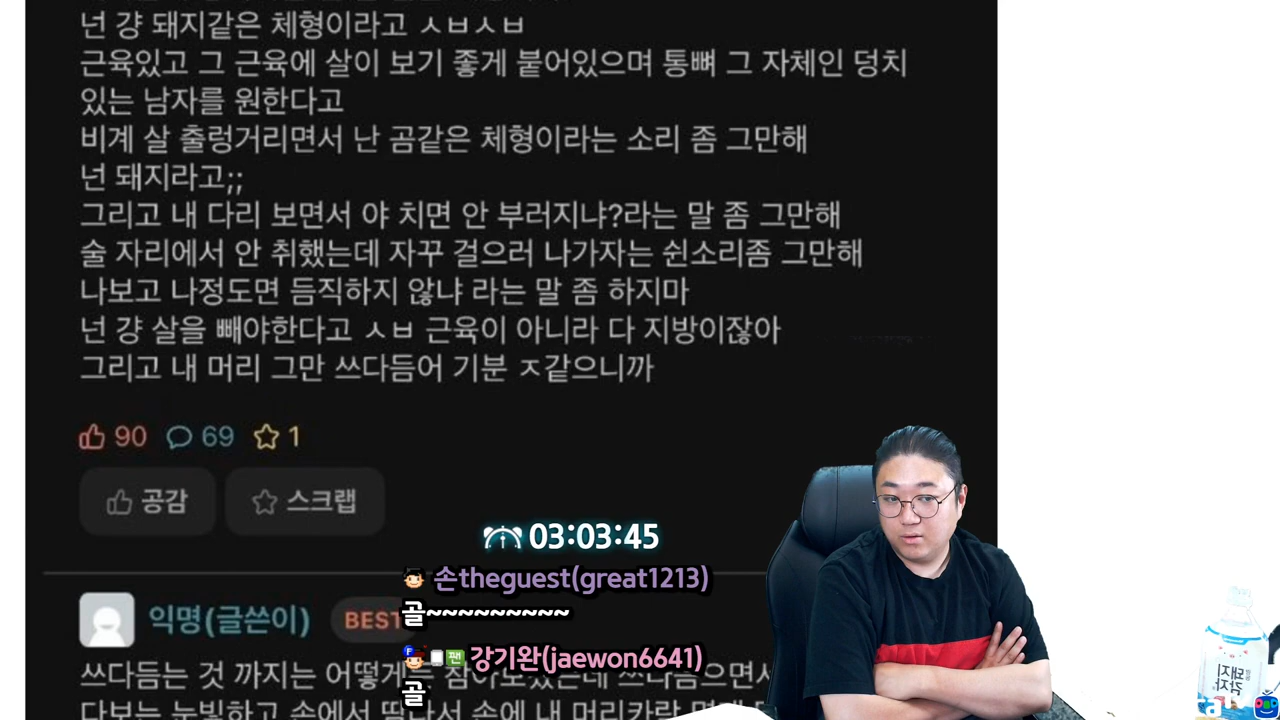 넌 걍 돼지같은 체형이라고 ㅅㅂㅅㅂ
근육있고 그 근육에 살이 보기 좋게 붙어있으며 통뼈 그 자체인 덩치
있는 남자를 원한다고
비계 살 출렁거리면서 난 곰같은 체형이라는 소리 좀 그만해
넌 돼지라고;;
그리고 내 다리 보면서 야 치면 안 부러지냐?라는 말 좀 그만해
술 자리에서 안 취했는데 자꾸 걸으러 나가자는 쉰소리좀 그만해
나보고 나정도면 듬직하지 않냐 라는 말 좀 하지마
넌 걍 살을 빼야한다고 ㅅㅂ 근육이 아니라 다 지방이잖아
그리고 내 머리 그만 쓰다듬어 기분 ㅈ같으니까
90 69 1
공감 스크랩
03:03:45
손theguest(great1213)
골~~~~~~~~~
익명(글쓴이) BEST
강기완(jaewon6641)
골
쓰다듬는 것 까지는 참아보겠는데 쓰다듬으면서